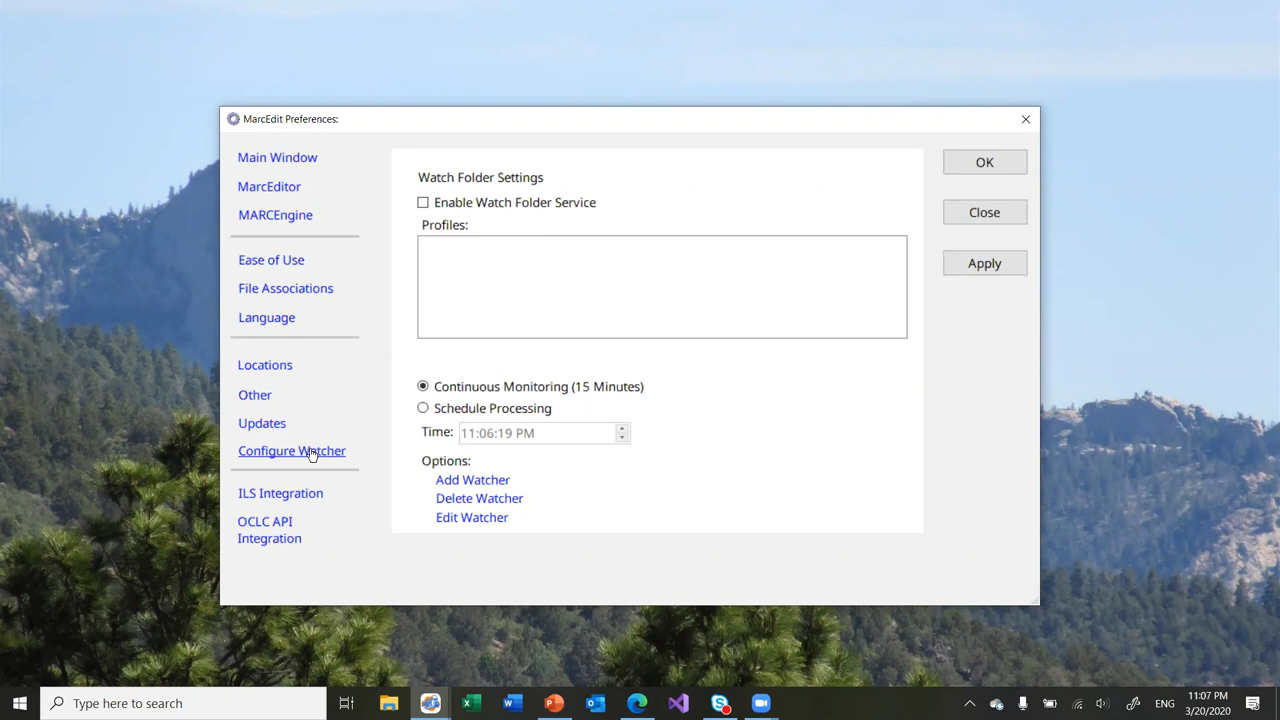 MarcEdit Preferences:
Main Window
MarcEditor
MARCEngine
Ease of Use
File Associations
Language
Locations
Other
Updates
Configure Watcher
ILS Integration
OCLC API
Integration
Watch Folder Settings
Enable Watch Folder Service
Profiles:
Continuous Monitoring (15 Minutes)
Schedule Processing
Time: 11:06:19 PM
Options:
Add Watcher
Delete Watcher
Edit Watcher
OK
Close
Apply
Type here to search
ENG
11:07 PM
3/20/2020